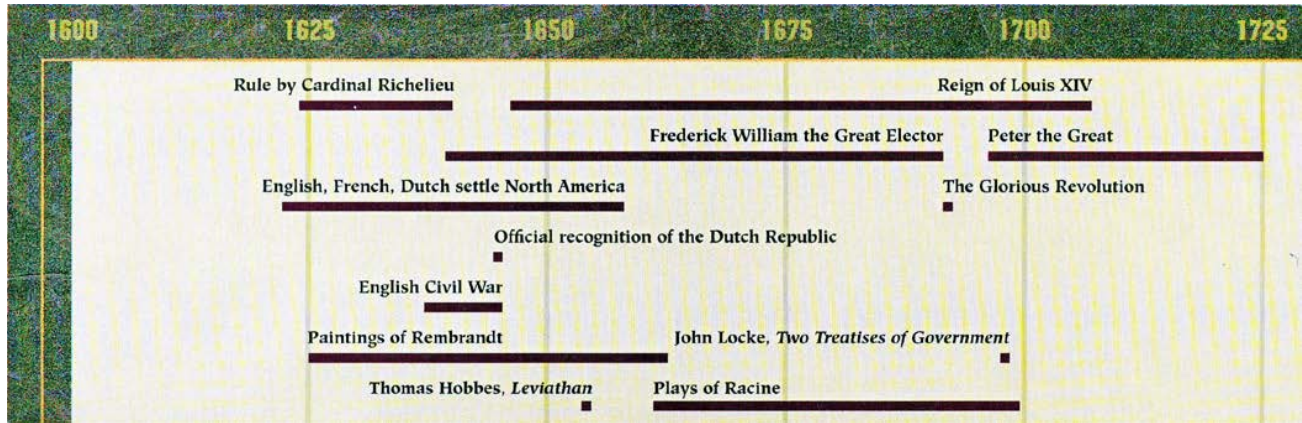 1600 1625 1650 1675 1700 1725
Rule by Cardinal Richelieu Reign of Louis XIV
Frederick William the Great Elector Peter the Great
English, French, Dutch settle North America The Glorious Revolution
Official recognition of the Dutch Republic
English Civil War
Paintings of Rembrandt John Locke, Two Treatises of Government
Thomas Hobbes, Leviathan Plays of Racine